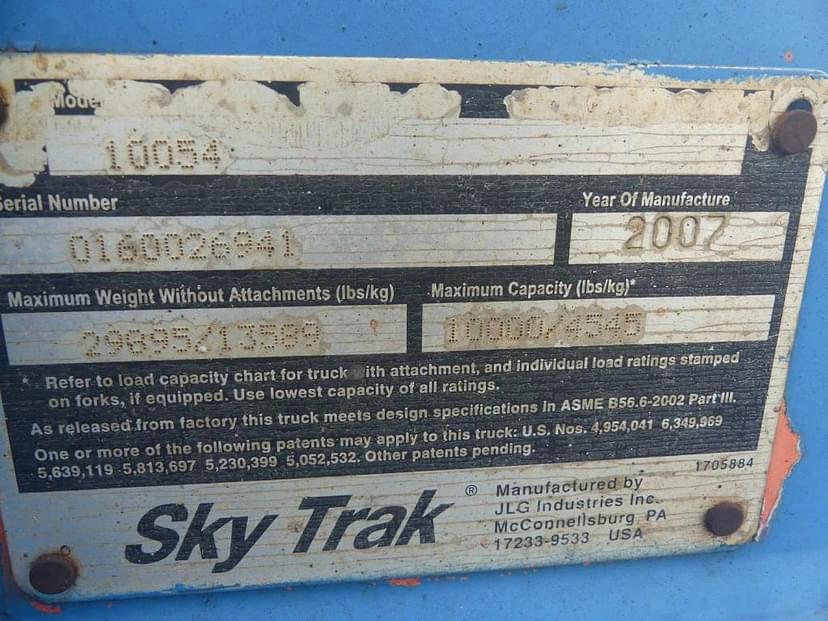 Model
10054
Serial Number
Year Of Manufacture
0160026941
2007
Maximum Weight Without Attachments (lbs/kg)
Maximum Capacity (lbs/kg)*
29895/13589
10000/4545
* Refer to load capacity chart for truck with attachment, and individual load ratings stamped
on forks, if equipped. Use lowest capacity of all ratings.
As released from factory this truck meets design specifications in ASME B56.6-2002 Part III.
One or more of the following patents may apply to this truck: U.S. Nos. 4,954,041 6,349,969
5,639,119 5,813,697 5,230,399 5,052,532. Other patents pending.
1705884
Sky Trak ®
Manufactured by
JLG Industries Inc.
McConnellsburg PA
17233-9533 USA